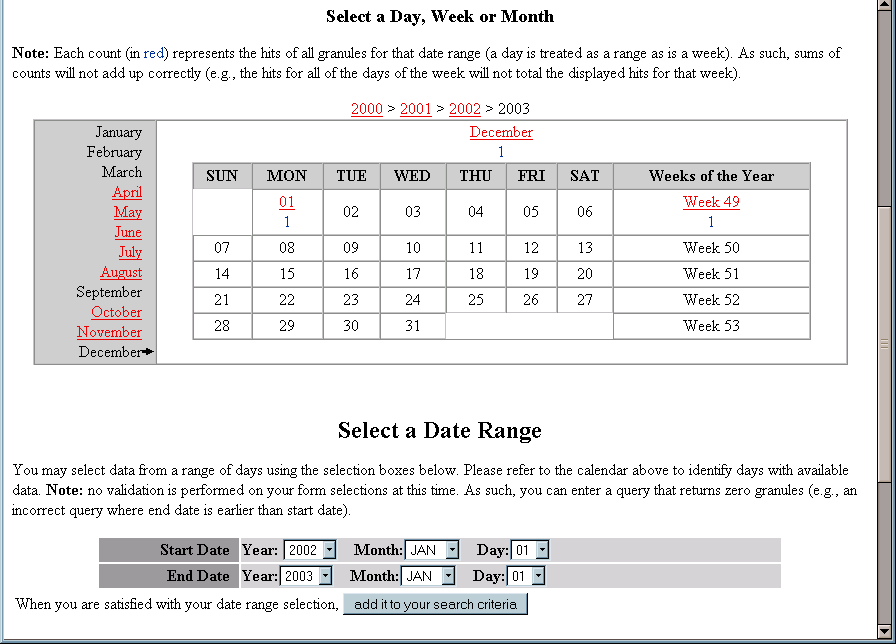 Select a Day, Week or Month
Note: Each count (in red) represents the hits of all granules for that date range (a day is treated as a range as is a week). As such, sums of
counts will not add up correctly (e.g., the hits for all of the days of the week will not total the displayed hits for that week).
2000 > 2001 > 2002 > 2003
January
February
March
April
May
June
July
August
September
October
November
December
December
1
SUN MON TUE WED THU FRI SAT Weeks of the Year
01 02 03 04 05 06 Week 49
1 1
07 08 09 10 11 12 13 Week 50
14 15 16 17 18 19 20 Week 51
21 22 23 24 25 26 27 Week 52
28 29 30 31 Week 53
Select a Date Range
You may select data from a range of days using the selection boxes below. Please refer to the calendar above to identify days with available
data. Note: no validation is performed on your form selections at this time. As such, you can enter a query that returns zero granules (e.g., an
incorrect query where end date is earlier than start date).
Start Date Year: 2002 Month: JAN Day: 01
End Date Year: 2003 Month: JAN Day: 01
When you are satisfied with your date range selection, add it to your search criteria